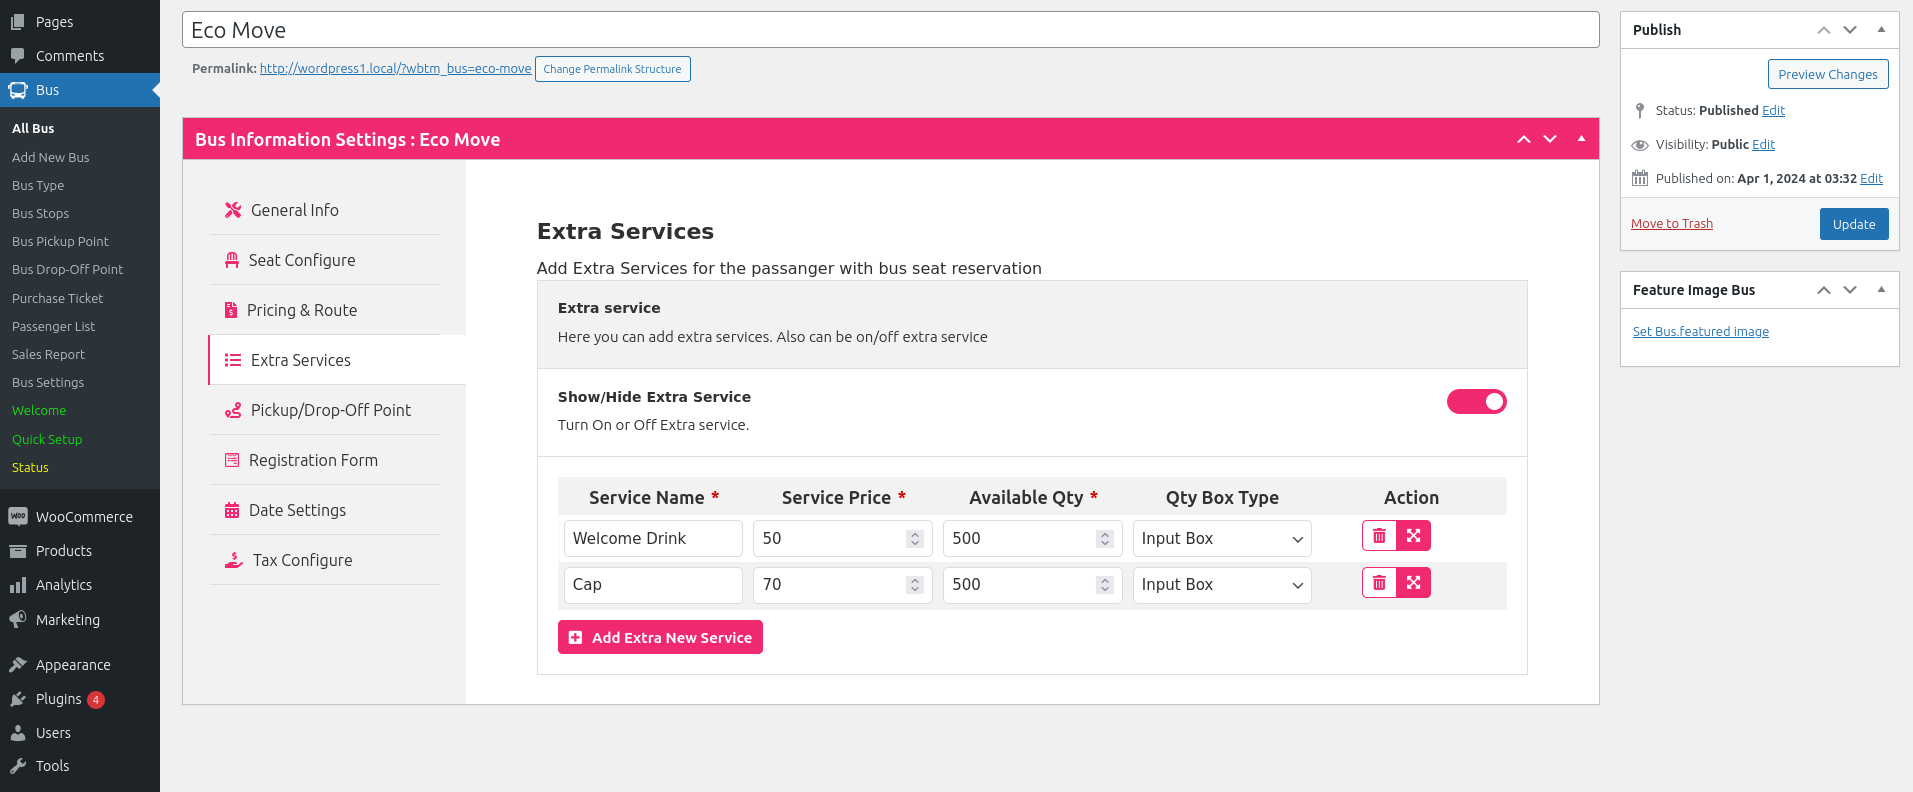 Pages
Comments
Bus
All Bus
Add New Bus
Bus Type
Bus Stops
Bus Pickup Point
Bus Drop-Off Point
Purchase Ticket
Passenger List
Sales Report
Bus Settings
Welcome
Quick Setup
Status
WooCommerce
Products
Analytics
Marketing
Appearance
Plugins 4
Users
Tools
Eco Move
Permalink: http://wordpress1.local/?wbtm_bus=eco-move Change Permalink Structure
Bus Information Settings : Eco Move
General Info
Seat Configure
Pricing & Route
Extra Services
Pickup/Drop-Off Point
Registration Form
Date Settings
Tax Configure
Extra Services
Add Extra Services for the passanger with bus seat reservation
Extra service
Here you can add extra services. Also can be on/off extra service
Show/Hide Extra Service
Turn On or Off Extra service.
Service Name * Service Price * Available Qty * Qty Box Type Action
Welcome Drink 50 500 Input Box
Cap 70 500 Input Box
Add Extra New Service
Publish
Preview Changes
Status: Published Edit
Visibility: Public Edit
Published on: Apr 1, 2024 at 03:32 Edit
Move to Trash Update
Feature Image Bus
Set Bus.featured image